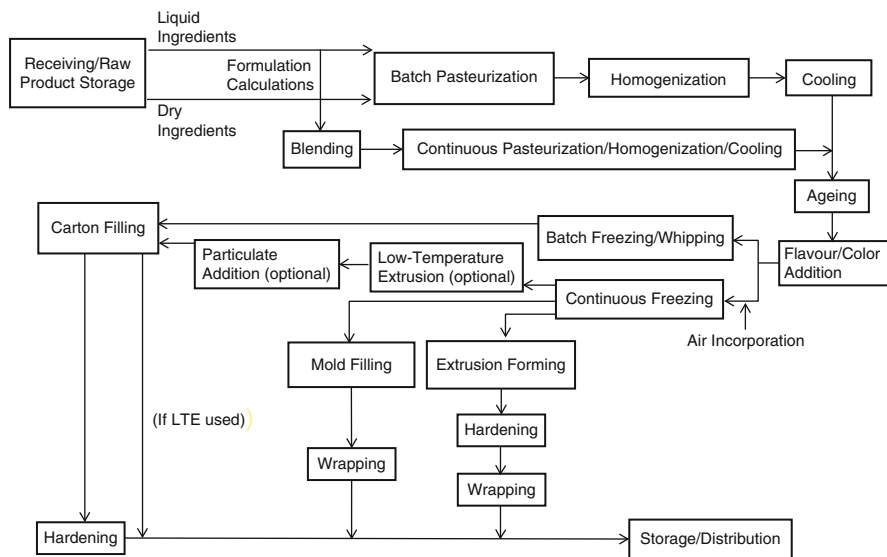 Liquid
Ingredients
Receiving/Raw
Product Storage
Formulation
Calculations
Batch Pasteurization
Homogenization
Cooling
Dry
Ingredients
Blending
Continuous Pasteurization/Homogenization/Cooling
Ageing
Carton Filling
Batch Freezing/Whipping
Flavour/Color
Addition
Particulate
Addition (optional)
Low-Temperature
Extrusion (optional)
Continuous Freezing
Air Incorporation
Mold Filling
Extrusion Forming
(If LTE used))
Hardening
Wrapping
Wrapping
Hardening
Storage/Distribution